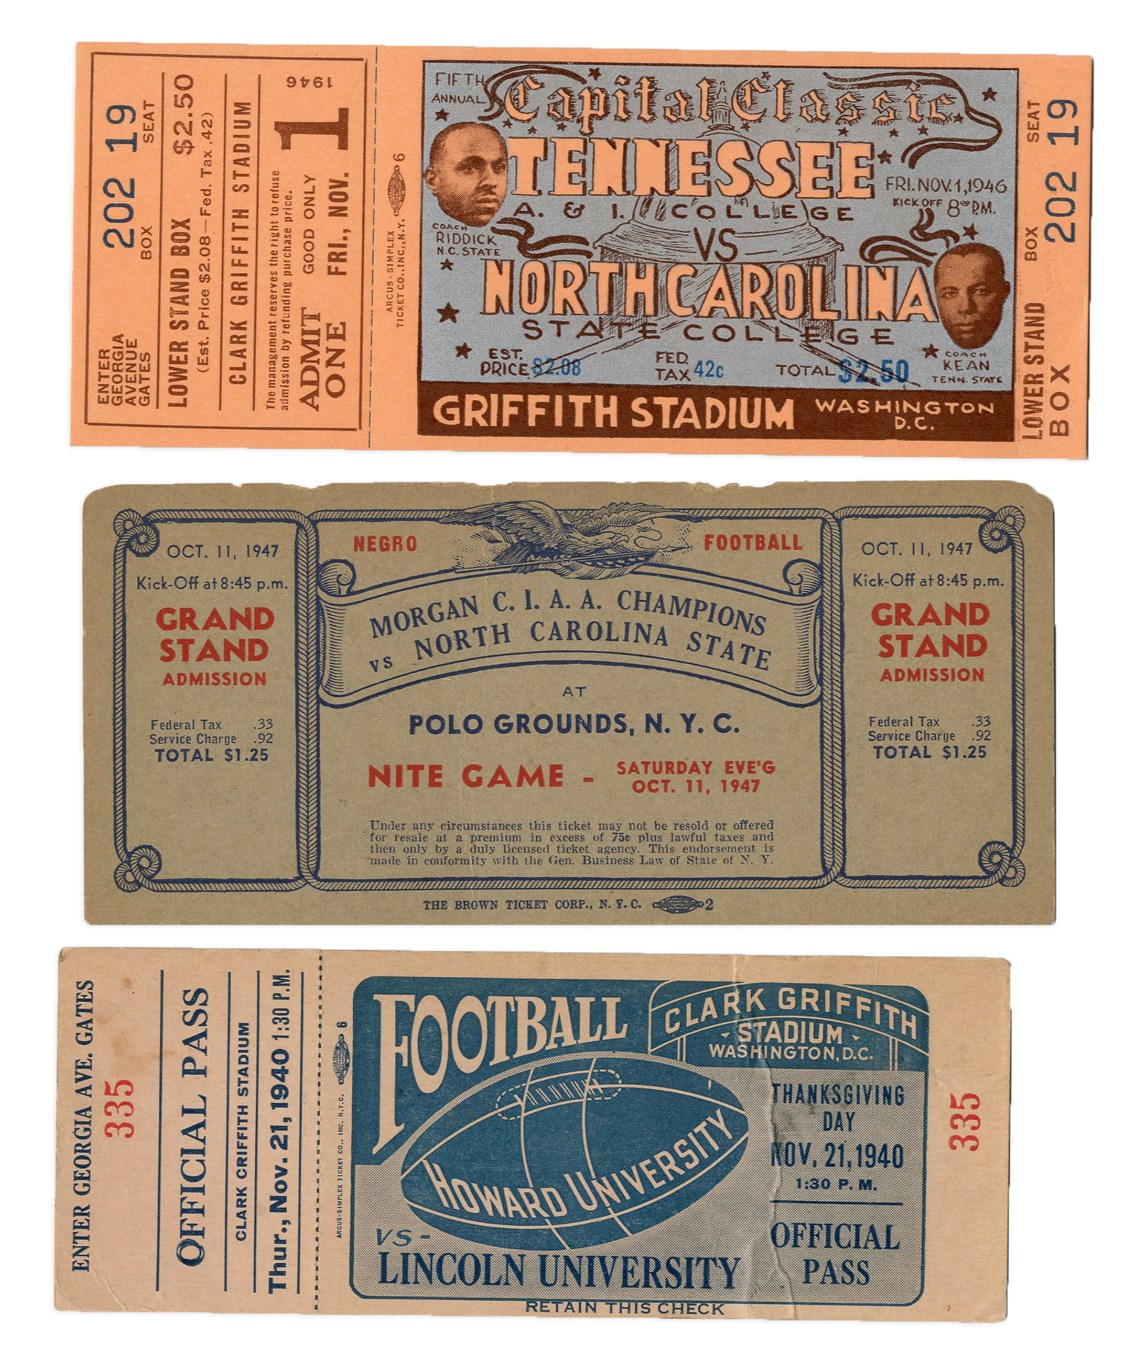 202 19
BOX SEAT
ENTER
GEORGIA
AVENUE
GATES
LOWER STAND BOX $2.50
(Est. Price $2.08—Fed. Tax .42)
CLARK GRIFFITH STADIUM
The management reserves the right to refuse
admission by refunding purchase price.
ADMIT
ONE
GOOD ONLY
FRI., NOV. 1
1946
ARCUS-SIMPLEX
TICKET CO., INC., N.Y.
6
FIFTH
ANNUAL
Capital Classic
TENNESSEE
A. & I. COLLEGE
FRI. NOV. 1, 1946
KICK OFF 8:00 P.M.
VS
COACH
RIDDICK
N.C. STATE
NORTH CAROLINA
STATE COLLEGE
COACH
KEAN
TENN. STATE
EST.
PRICE $2.08
FED.
TAX 42c
TOTAL $2.50
GRIFFITH STADIUM WASHINGTON
D.C.
LOWER STAND
BOX
BOX SEAT
202 19
OCT. 11, 1947
Kick-Off at 8:45 p.m.
GRAND
STAND
ADMISSION
Federal Tax .33
Service Charge .92
TOTAL $1.25
NEGRO FOOTBALL
MORGAN C. I. A. A. CHAMPIONS
vs NORTH CAROLINA STATE
AT
POLO GROUNDS, N. Y. C.
NITE GAME - SATURDAY EVE'G
OCT. 11, 1947
Under any circumstances this ticket may not be resold or offered
for resale at a premium in excess of 75c plus lawful taxes and
then only by a duly licensed ticket agency. This endorsement is
made in conformity with the Gen. Business Law of State of N. Y.
THE BROWN TICKET CORP., N. Y. C. 2
OCT. 11, 1947
Kick-Off at 8:45 p.m.
GRAND
STAND
ADMISSION
Federal Tax .33
Service Charge .92
TOTAL $1.25
ENTER GEORGIA AVE. GATES
335
OFFICIAL PASS
CLARK GRIFFITH STADIUM
Thur., Nov. 21, 1940 1:30 P.M.
ARCUS-SIMPLEX TICKET CO., INC. N.Y.C. 6
FOOTBALL
CLARK GRIFFITH
STADIUM
WASHINGTON, D.C.
HOWARD UNIVERSITY
VS-
LINCOLN UNIVERSITY
THANKSGIVING
DAY
NOV. 21, 1940
1:30 P. M.
OFFICIAL
PASS
RETAIN THIS CHECK
335